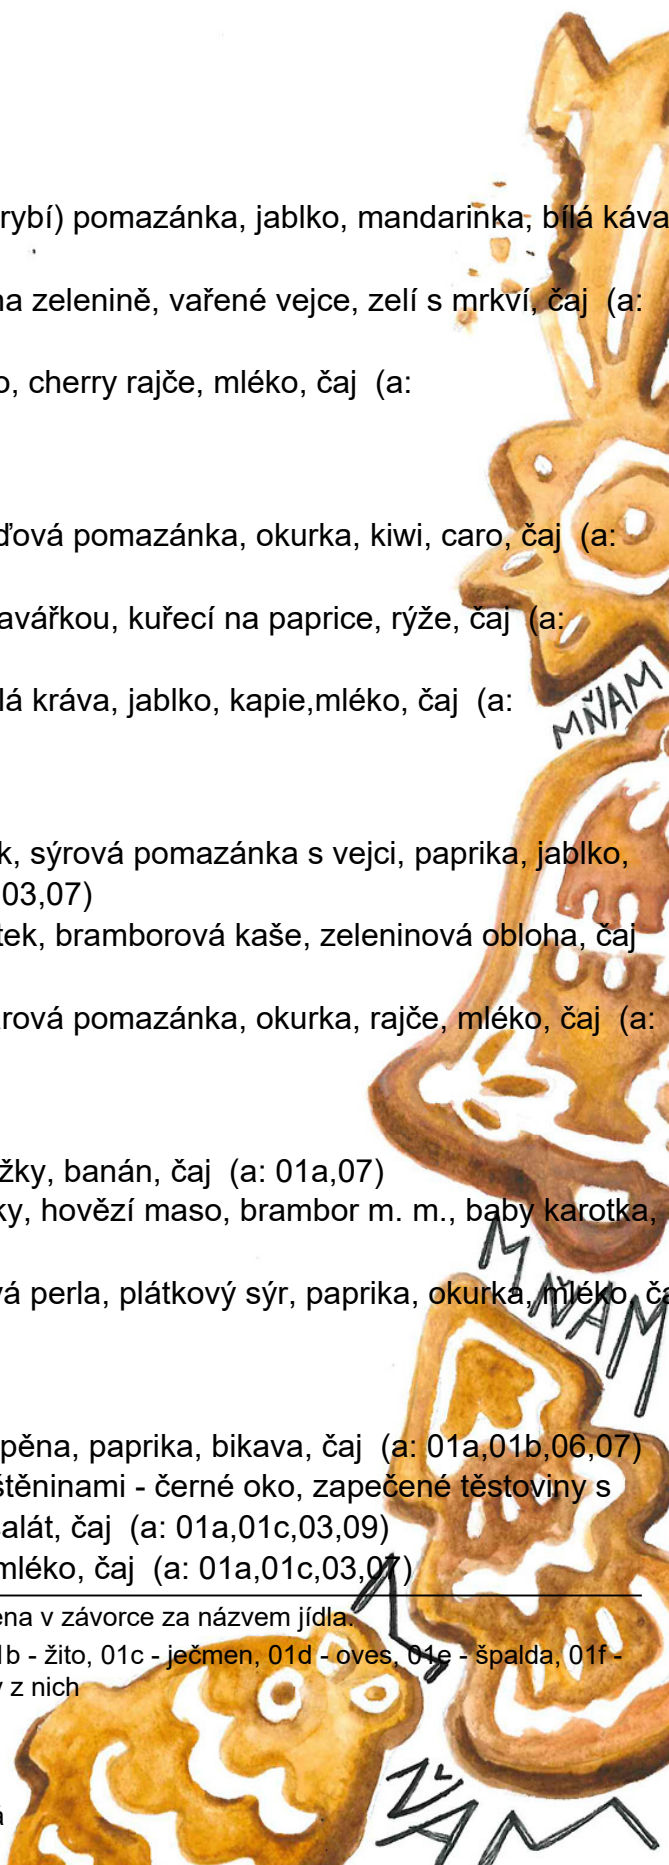 rybí) pomazánka, jablko, mandarinka, bílá káva
na zelenině, vařené vejce, zelí s mrkví, čaj (a:
o, cherry rajče, mléko, čaj (a:
ďová pomazánka, okurka, kiwi, caro, čaj (a:
avářkou, kuřecí na paprice, rýže, čaj (a:
lá kráva, jablko, kapie,mléko, čaj (a:
MŇAM
k, sýrová pomazánka s vejci, paprika, jablko,
03,07)
tek, bramborová kaše, zeleninová obloha, čaj
arová pomazánka, okurka, rajče, mléko, čaj (a:
žky, banán, čaj (a: 01a,07)
ky, hovězí maso, brambor m. m., baby karotka,
MŇAM
vá perla, plátkový sýr, paprika, okurka, mléko, ča
pěna, paprika, bikava, čaj (a: 01a,01b,06,07)
štěninami - černé oko, zapečené těstoviny s
salát, čaj (a: 01a,01c,03,09)
mléko, čaj (a: 01a,01c,03,07)
ena v závorce za názvem jídla.
1b - žito, 01c - ječmen, 01d - oves, 01e - špalda, 01f -
y z nich
á
ŇAM